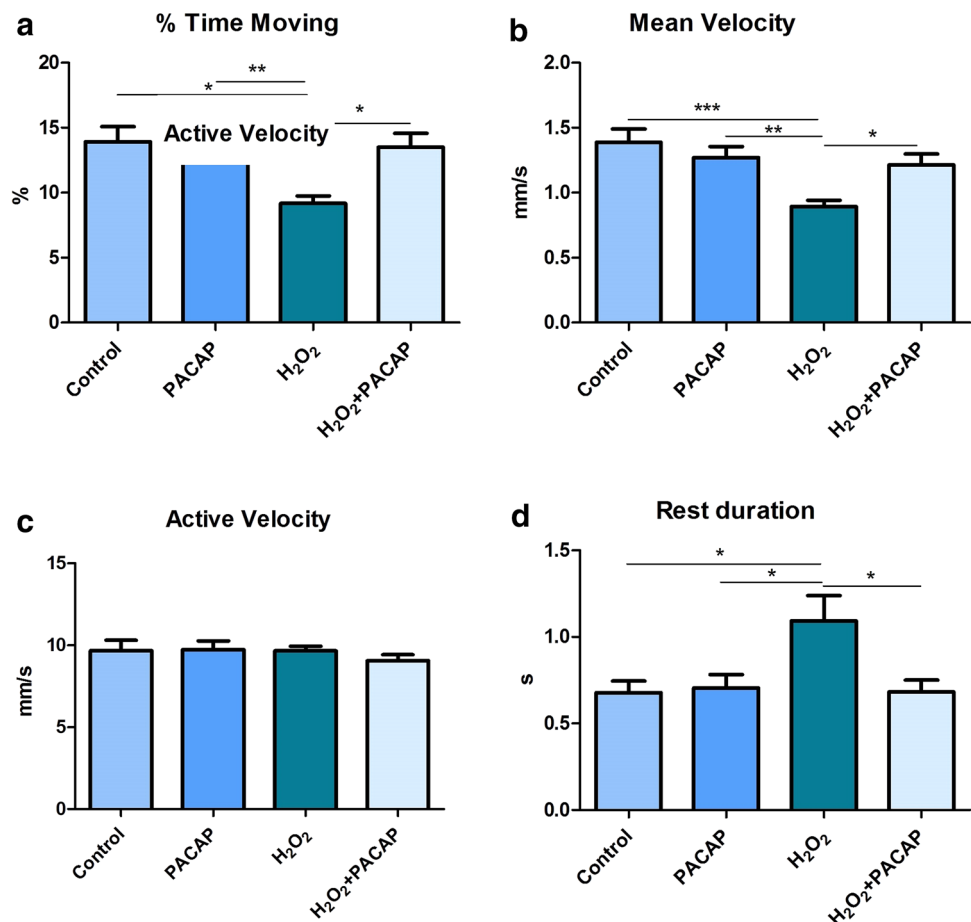 a
% Time Moving
20
15
10
5
0
%
**
*
*
Active Velocity
Control
PACAP
H₂O₂
H₂O₂+PACAP
b
Mean Velocity
2.0
1.5
1.0
0.5
0.0
mm/s
***
**
*
Control
PACAP
H₂O₂
H₂O₂+PACAP
c
Active Velocity
15
10
5
0
mm/s
Control
PACAP
H₂O₂
H₂O₂+PACAP
d
Rest duration
1.5
1.0
0.5
0.0
s
*
*
*
Control
PACAP
H₂O₂
H₂O₂+PACAP